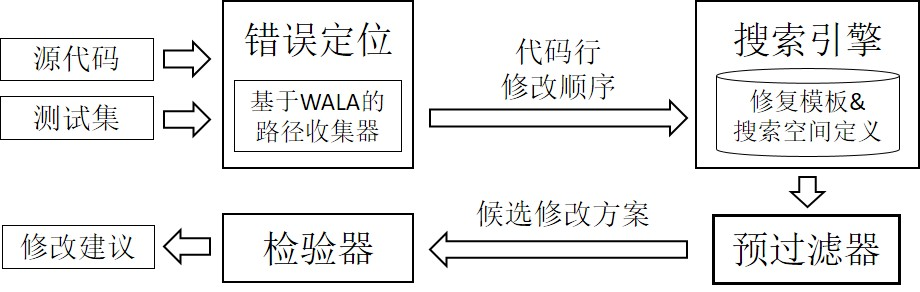 源代码
测试集
错误定位
基于WALA的
路径收集器
代码行
修改顺序
搜索引擎
修复模板&
搜索空间定义
预过滤器
候选修改方案
检验器
修改建议